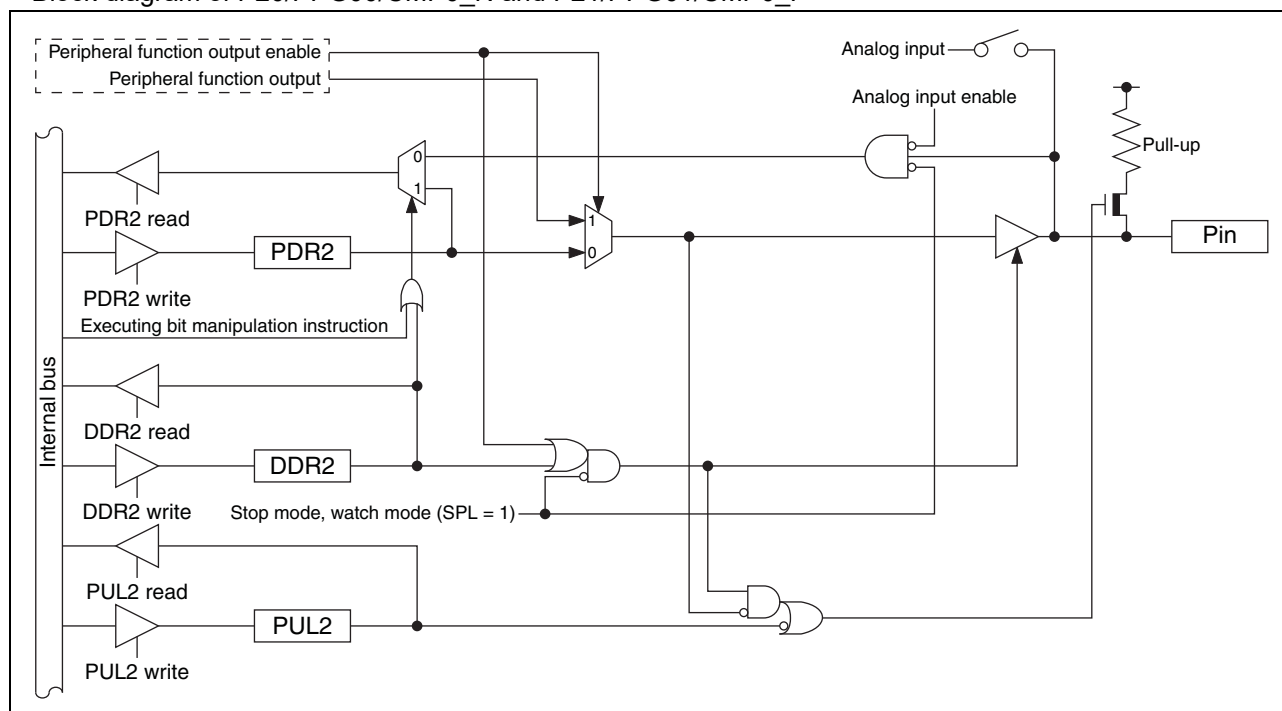 Peripheral function output enable
Peripheral function output
Analog input
Analog input enable
Pull-up
0
1
PDR2 read
1
0
PDR2
Pin
PDR2 write
Executing bit manipulation instruction
Internal bus
DDR2 read
DDR2
DDR2 write
Stop mode, watch mode (SPL = 1)
PUL2 read
PUL2
PUL2 write